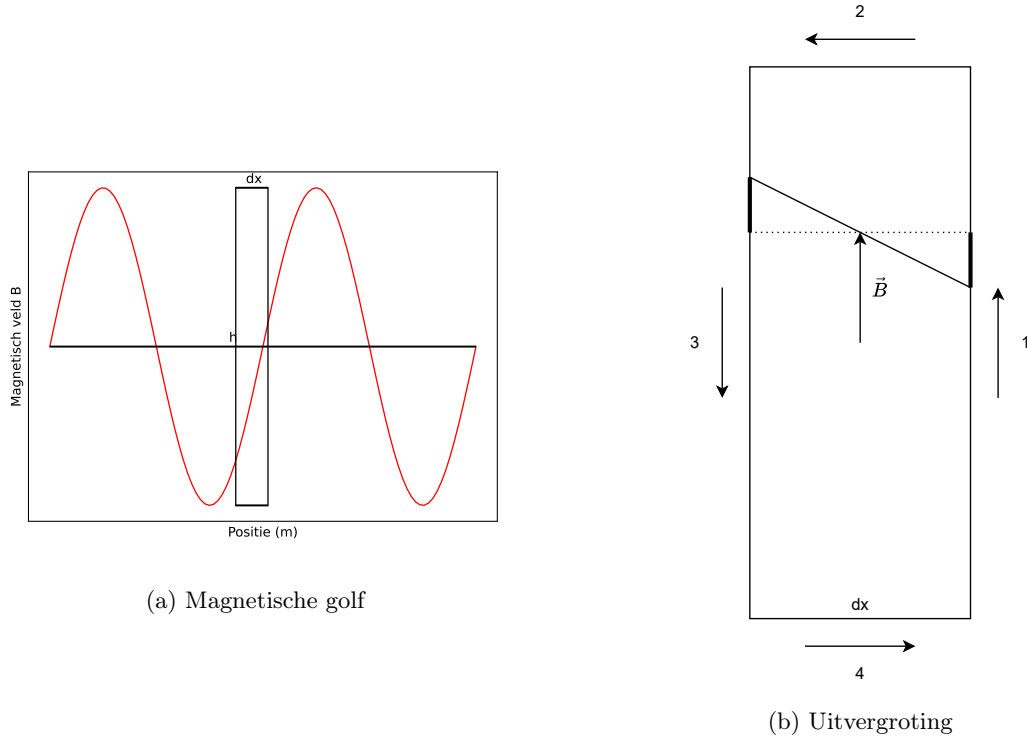 dx
h
Magnetisch veld B
Positie (m)
(a) Magnetische golf
2
3
B⃗
1
dx
4
(b) Uitvergroting